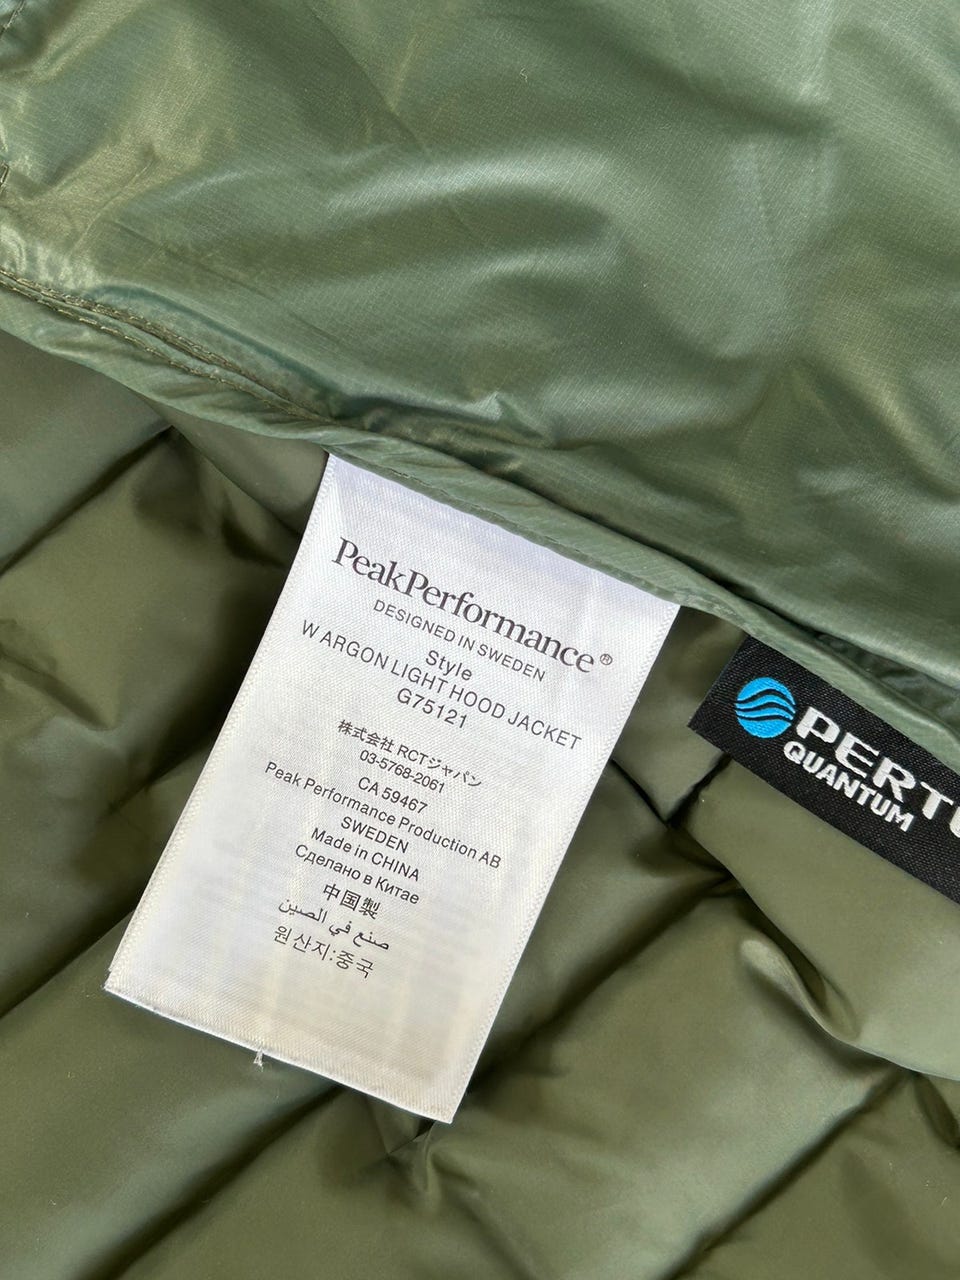 PeakPerformance®
DESIGNED IN SWEDEN
Style
W ARGON LIGHT HOOD JACKET
G75121
株式会社 RCTジャパン
03-5768-2061
CA 59467
Peak Performance Production AB
SWEDEN
Made in CHINA
Сделано в Китае
中国製
صنع في الصين
원산지:중국
PERTU
QUANTUM